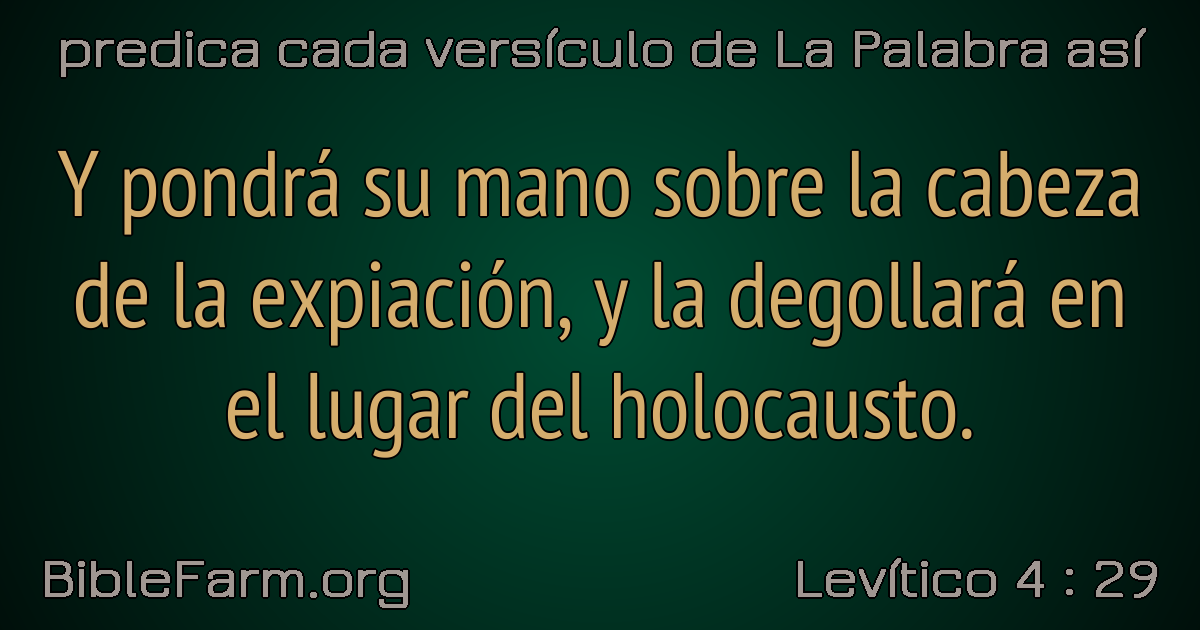 predica cada versículo de La Palabra así
Y pondrá su mano sobre la cabeza
de la expiación, y la degollará en
el lugar del holocausto.
BibleFarm.org
Levítico 4 : 29